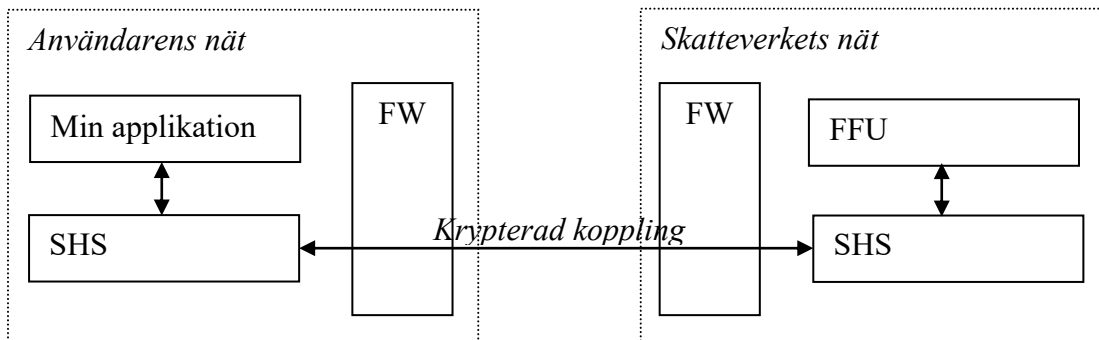 Användarens nät
Min applikation
SHS
FW
Krypterad koppling
Skatteverkets nät
FW
FFU
SHS